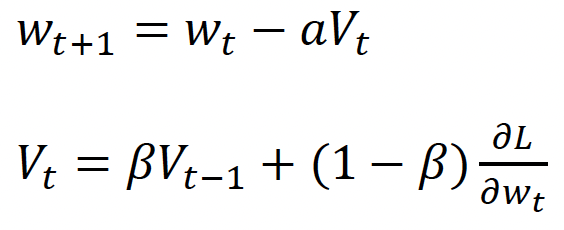 w_{t+1} = w_t − aV_t
V_t = βV_{t−1} + (1 − β) ∂L/∂w_t